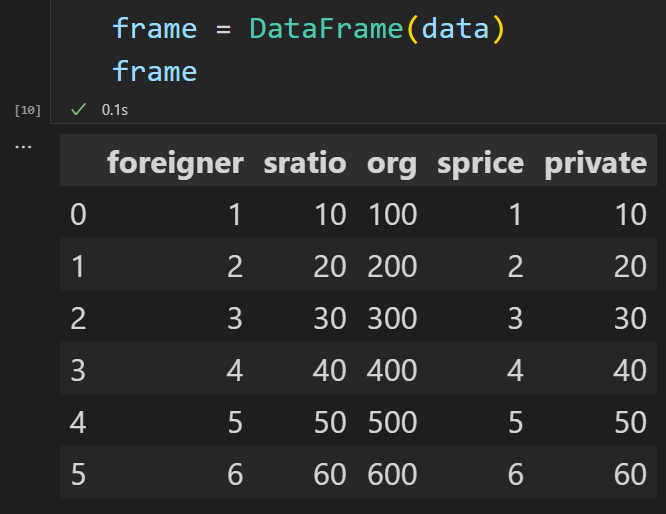 frame = DataFrame(data)
frame
[10] ✓ 0.1s
...
foreigner sratio org sprice private
0 1 10 100 1 10
1 2 20 200 2 20
2 3 30 300 3 30
3 4 40 400 4 40
4 5 50 500 5 50
5 6 60 600 6 60